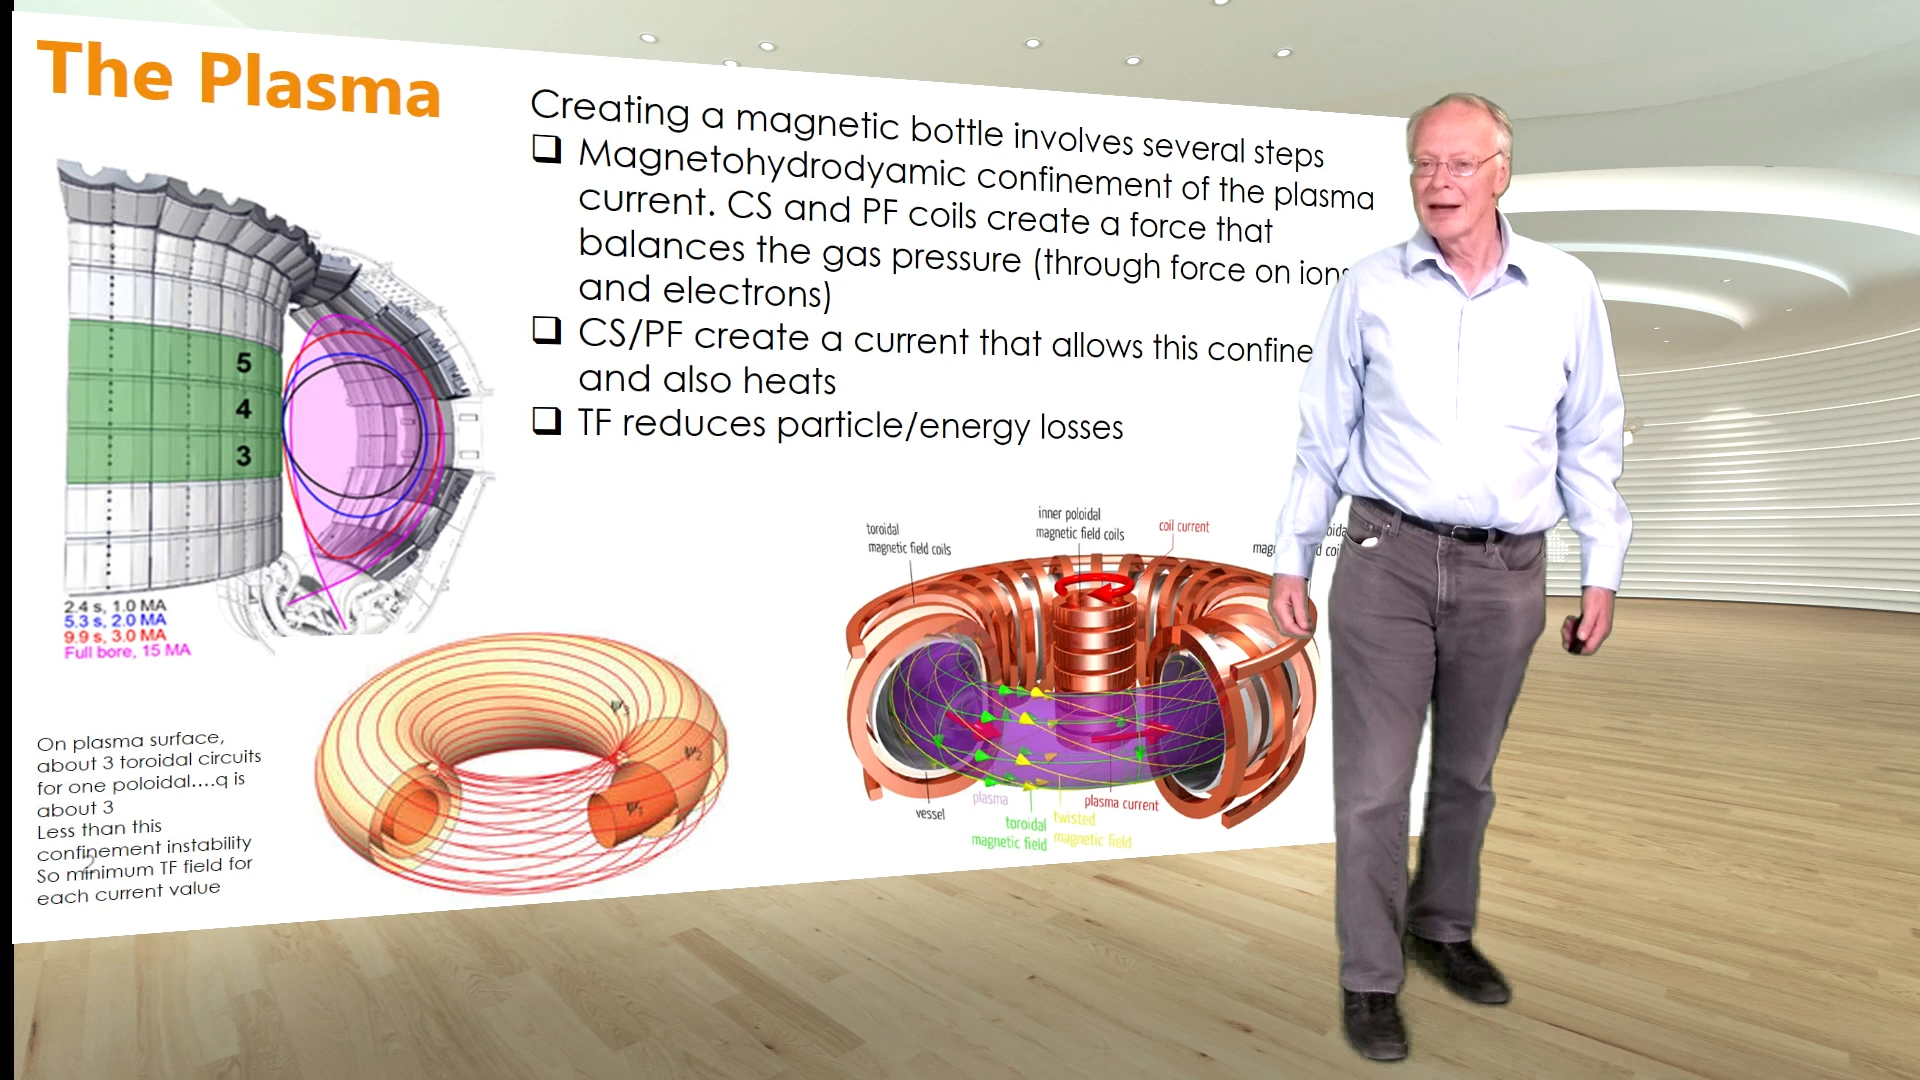 The Plasma
Creating a magnetic bottle involves several steps
❑ Magnetohydrodyamic confinement of the plasma
current. CS and PF coils create a force that
balances the gas pressure (through force on ions
and electrons)
❑ CS/PF create a current that allows this confine
and also heats
❑ TF reduces particle/energy losses
5
4
3
2.4 s, 1.0 MA
5.3 s, 2.0 MA
9.9 s, 3.0 MA
Full bore, 15 MA
On plasma surface,
about 3 toroidal circuits
for one poloidal....q is
about 3
Less than this
confinement instability
So minimum TF field for
each current value
2
Ψ3
Ψ2
Ψ1
toroidal
magnetic field coils
inner poloidal
magnetic field coils
coil current
vessel
plasma
plasma current
toroidal
magnetic field
twisted
magnetic field